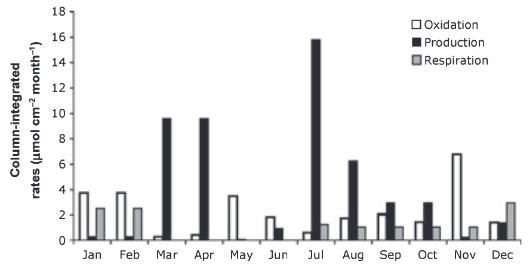 Column-integrated
rates (μmol cm⁻² month⁻¹)
18
16
14
12
10
8
6
4
2
0
Oxidation
Production
Respiration
Jan Feb Mar Apr May Jun Jul Aug Sep Oct Nov Dec